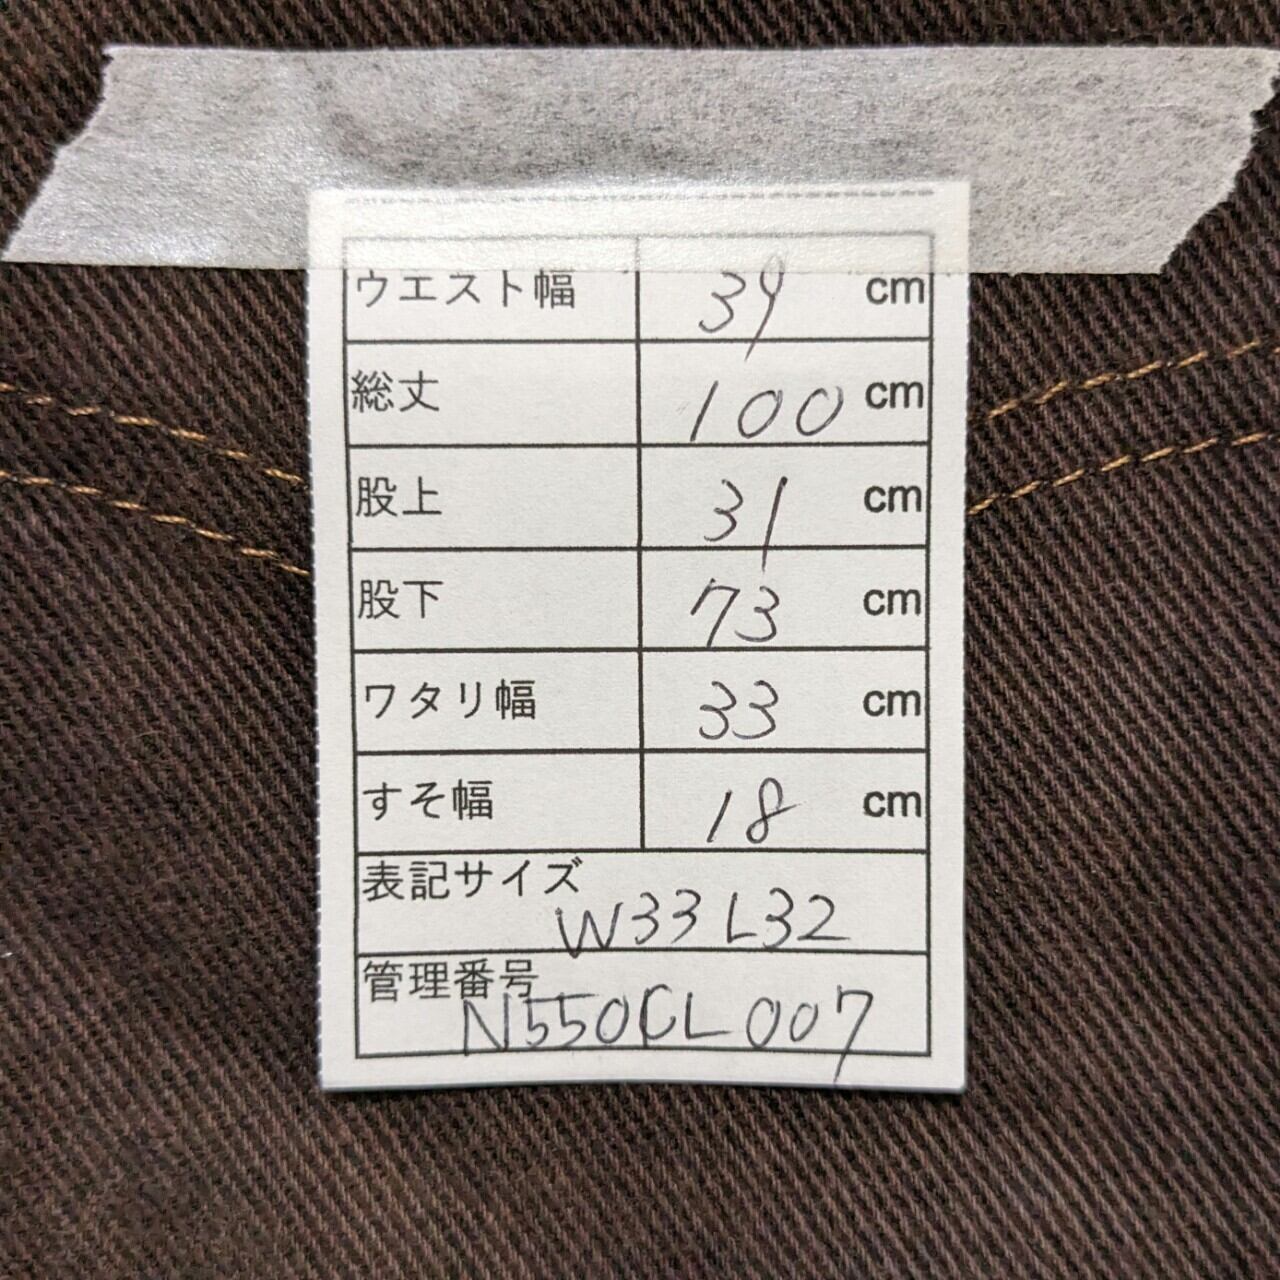 ウエスト幅 39 cm
総丈 100 cm
股上 31 cm
股下 73 cm
ワタリ幅 33 cm
すそ幅 18 cm
表記サイズ
W33 L32
管理番号
N550CL007